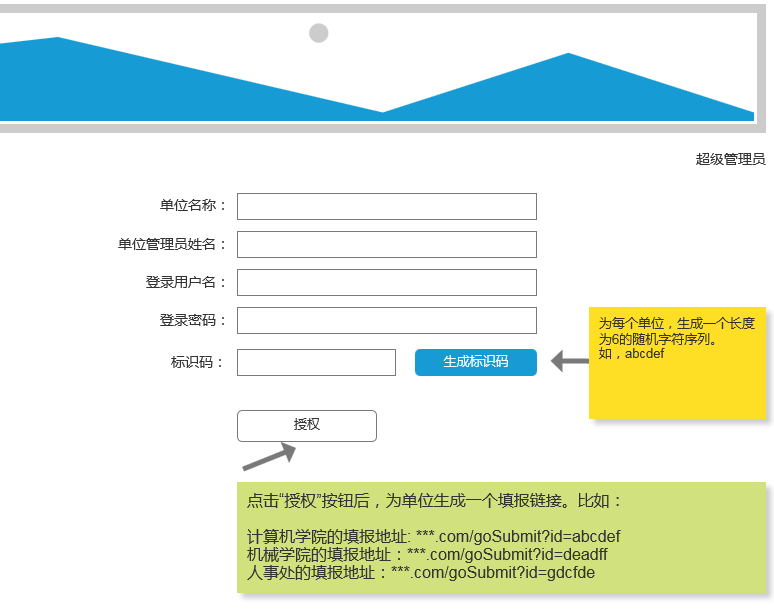 超级管理员
单位名称：
单位管理员姓名：
登录用户名：
登录密码：
为每个单位，生成一个长度
为6的随机字符序列。
如，abcdef
标识码：
生成标识码
授权
点击“授权”按钮后，为单位生成一个填报链接。比如：
计算机学院的填报地址: ***.com/goSubmit?id=abcdef
机械学院的填报地址：***.com/goSubmit?id=deadff
人事处的填报地址：***.com/goSubmit?id=gdcfde